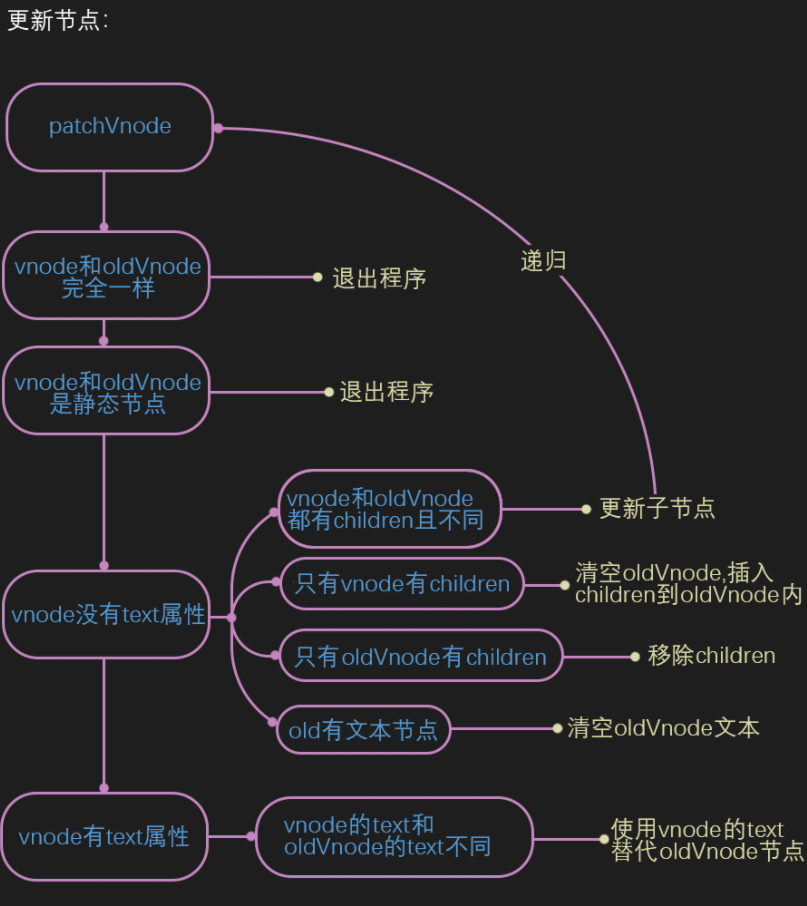 更新节点:
patchVnode
递归
vnode和oldVnode
完全一样
退出程序
vnode和oldVnode
是静态节点
退出程序
vnode没有text属性
vnode和oldVnode
都有children且不同
更新子节点
只有vnode有children
清空oldVnode,插入
children到oldVnode内
只有oldVnode有children
移除children
old有文本节点
清空oldVnode文本
vnode有text属性
vnode的text和
oldVnode的text不同
使用vnode的text
替代oldVnode节点